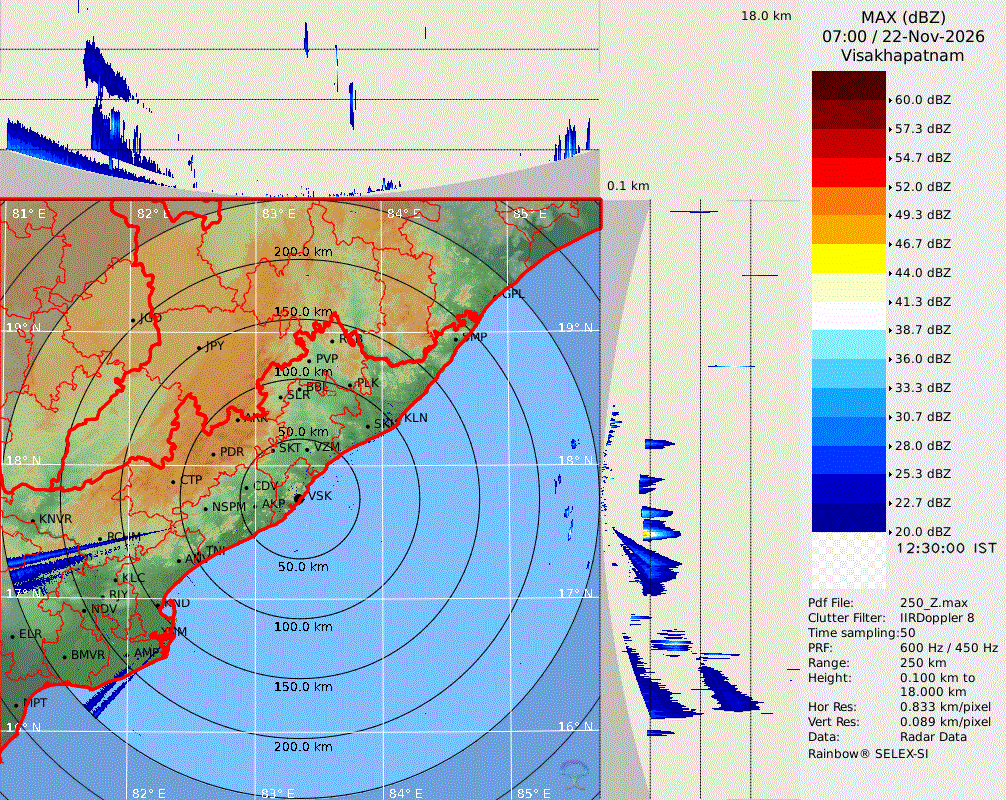 18.0 km
MAX (dBZ)
07:00 / 22-Nov-2026
Visakhapatnam
60.0 dBZ
57.3 dBZ
54.7 dBZ
52.0 dBZ
49.3 dBZ
46.7 dBZ
44.0 dBZ
41.3 dBZ
38.7 dBZ
36.0 dBZ
33.3 dBZ
30.7 dBZ
28.0 dBZ
25.3 dBZ
22.7 dBZ
20.0 dBZ
12:30:00 IST
Pdf File: 250_Z.max
Clutter Filter: IIRDoppler 8
Time sampling:50
PRF: 600 Hz / 450 Hz
Range: 250 km
Height: 0.100 km to
18.000 km
Hor Res: 0.833 km/pixel
Vert Res: 0.089 km/pixel
Data: Radar Data
Rainbow® SELEX-SI
0.1 km
81° E 82° E 83° E 84° E 85° E
200.0 km
GPL
150.0 km
JGD
19° N 19° N
JPY
SMP
PVP
100.0 km
BBL PLK
SLR
KLN
50.0 km
SKT VZM
PDR
18° N 18° N
CTP
CDV
VSK
NSPM AKP
KNVR
TNI
50.0 km
KLC
RJY
17° N 17° N
KND
NDV
100.0 km
ELR
BMVR AMP
150.0 km
MPT
16° N 16° N
200.0 km
82° E 83° E 84° E 85° E